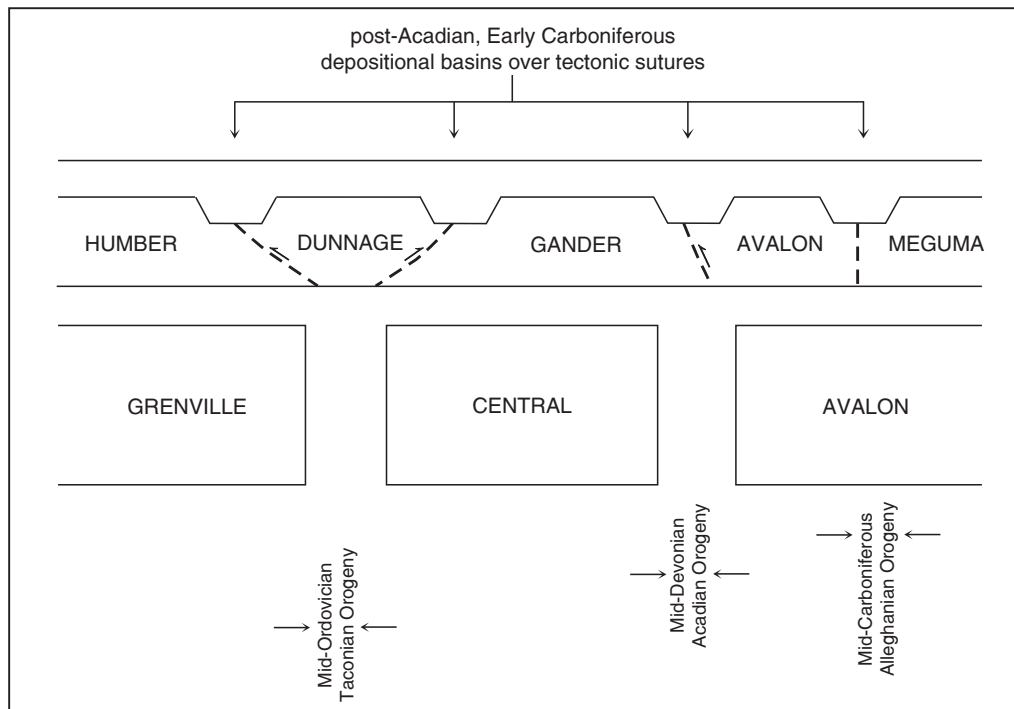 post-Acadian, Early Carboniferous
depositional basins over tectonic sutures
HUMBER
DUNNAGE
GANDER
AVALON
MEGUMA
GRENVILLE
CENTRAL
AVALON
Mid-Ordovician
Taconian Orogeny
Mid-Devonian
Acadian Orogeny
Mid-Carboniferous
Alleghanian Orogeny